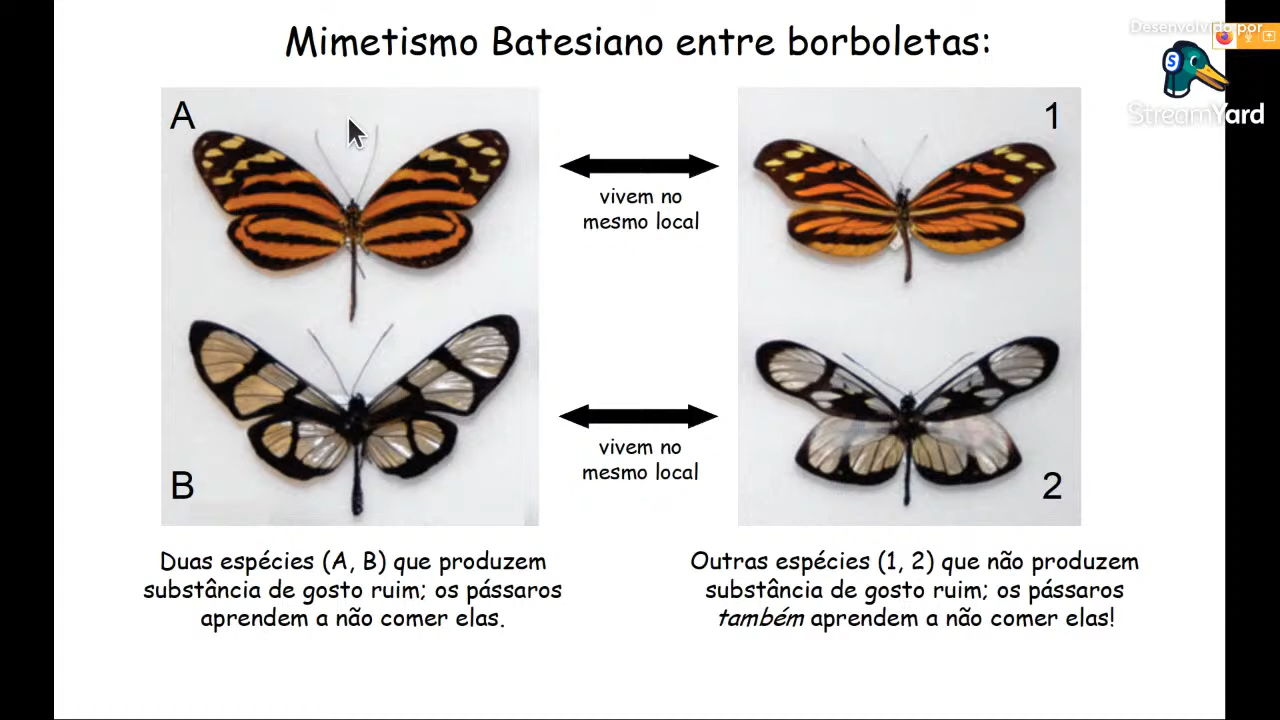 Mimetismo Batesiano entre borboletas:
Desenvolvido por
StreamYard
A
1
vivem no
mesmo local
B
2
vivem no
mesmo local
Duas espécies (A, B) que produzem
substância de gosto ruim; os pássaros
aprendem a não comer elas.
Outras espécies (1, 2) que não produzem
substância de gosto ruim; os pássaros
também aprendem a não comer elas!